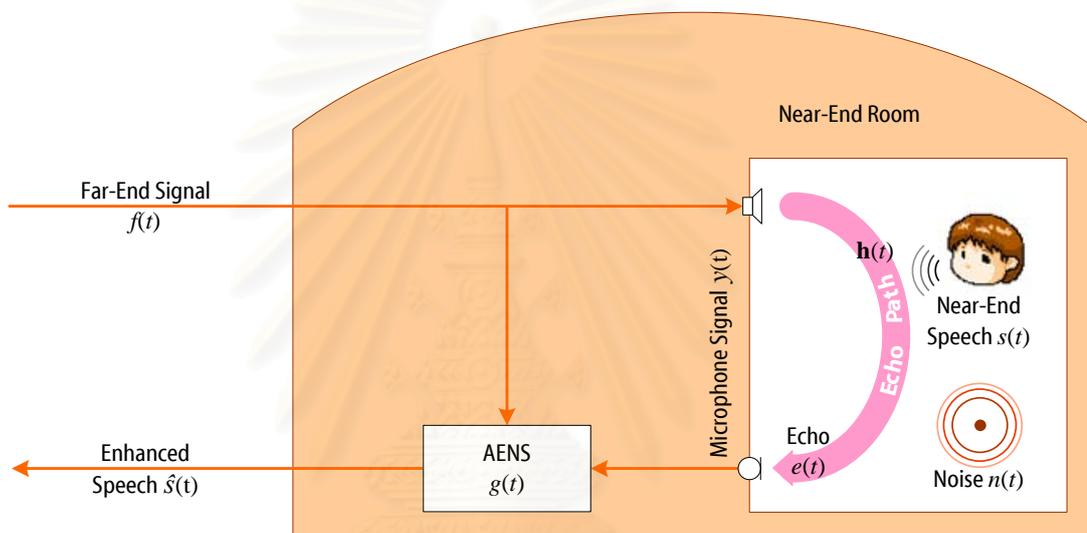 Near-End Room
Far-End Signal
f(t)
Microphone Signal y(t)
h(t)
Echo Path
Near-End
Speech s(t)
Echo
e(t)
Noise n(t)
AENS
g(t)
Enhanced
Speech ŝ(t)